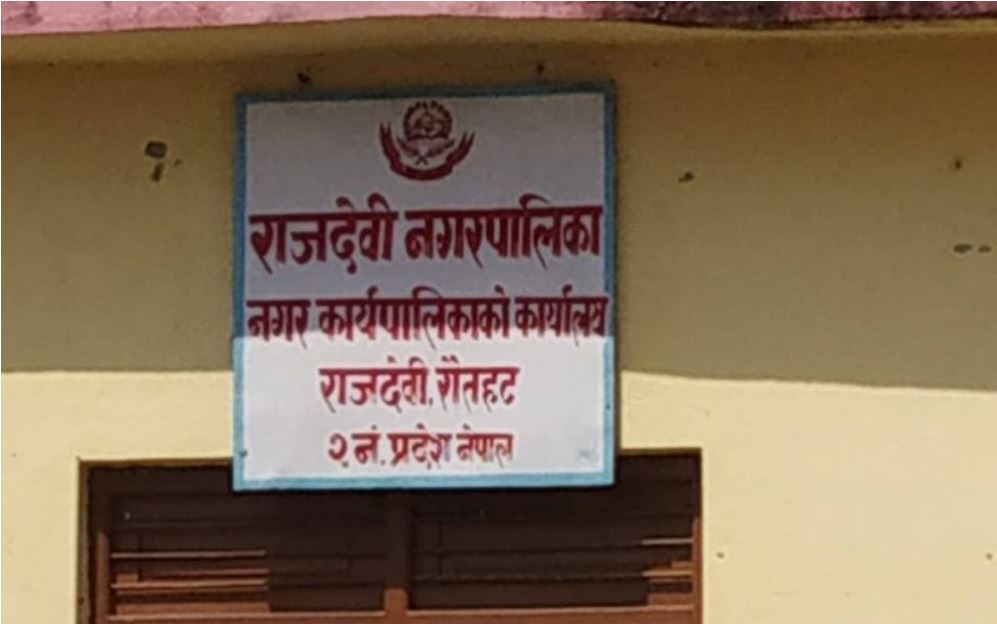 राजदेवी नगरपालिका
नगर कार्यपालिकाको कार्यालय
राजदेवी, रौतहट
२ नं. प्रदेश नेपाल